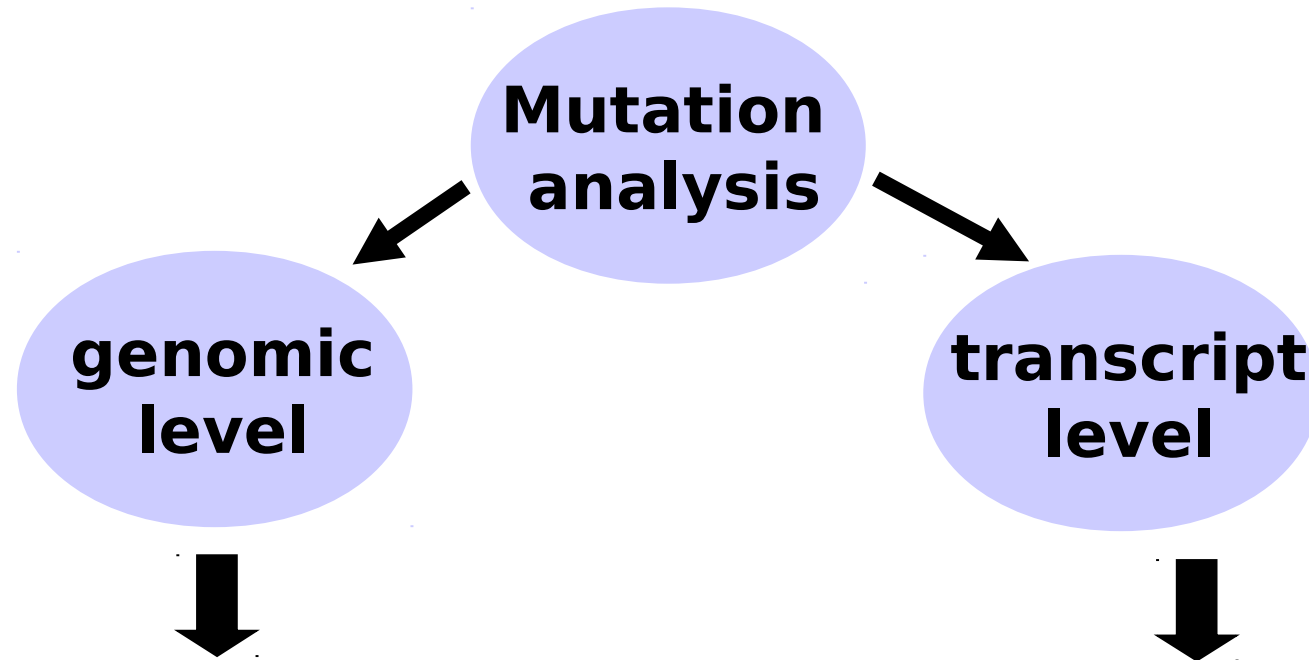 Mutation
analysis
genomic
level
transcript
level